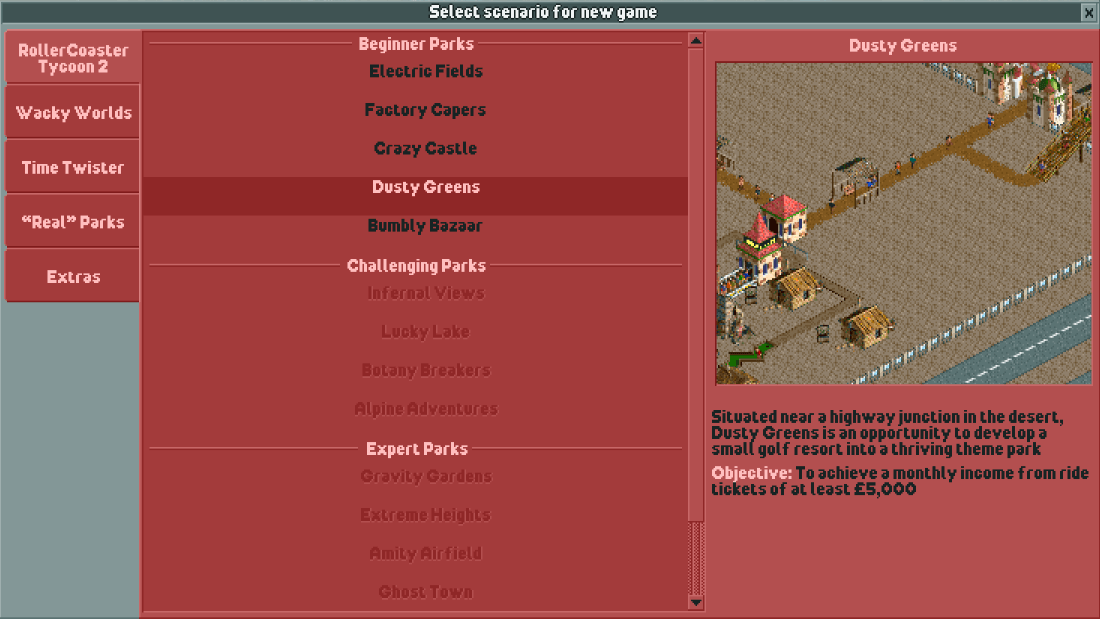 Select scenario for new game
RollerCoaster
Tycoon 2
Wacky Worlds
Time Twister
“Real” Parks
Extras
Beginner Parks
Electric Fields
Factory Capers
Crazy Castle
Dusty Greens
Bumbly Bazaar
Challenging Parks
Infernal Views
Lucky Lake
Botany Breakers
Alpine Adventures
Expert Parks
Gravity Gardens
Extreme Heights
Amity Airfield
Ghost Town
Dusty Greens
Situated near a highway junction in the desert,
Dusty Greens is an opportunity to develop a
small golf resort into a thriving theme park
Objective: To achieve a monthly income from ride
tickets of at least £5,000